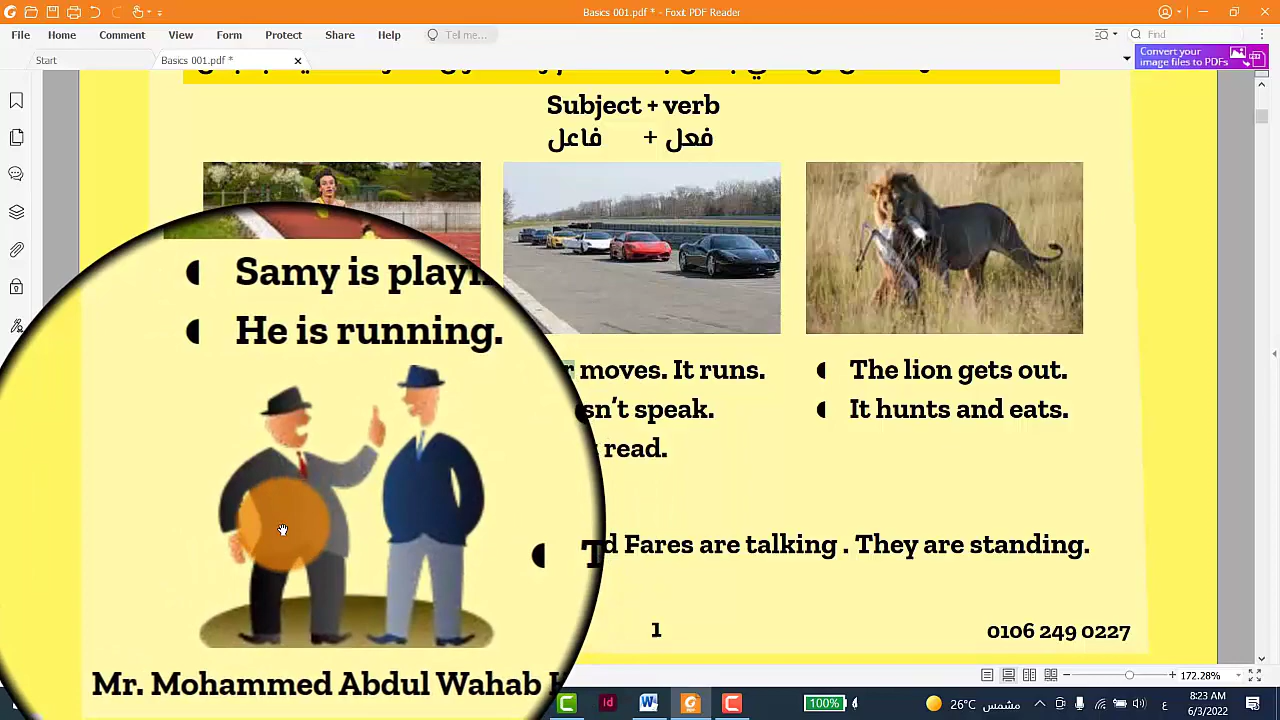 Basics 001.pdf * - Foxit PDF Reader
File Home Comment View Form Protect Share Help Tell me... Find
Start Basics 001.pdf * Convert your image files to PDFs
Subject + verb
فاعل + فعل
Samy is
He is running.
moves. It runs.
speak.
read.
The lion gets out.
It hunts and eats.
Fares are talking . They are standing.
Mr. Mohammed Abdul Wahab
1
0106 249 0227
172.28%
Id W 100% 26°C مشمس 8:23 AM
6/3/2022